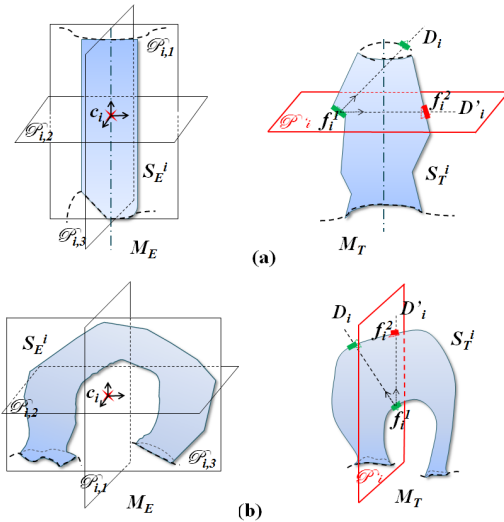 𝒫i,1
Di
ci
fi1
fi2
D'i
𝒫i,2
𝒫'i
SEi
STi
𝒫i,3
ME
MT
(a)
SEi
Di
D'i
fi2
STi
ci
𝒫i,2
fi1
𝒫i,3
𝒫i,1
𝒫'i
ME
MT
(b)